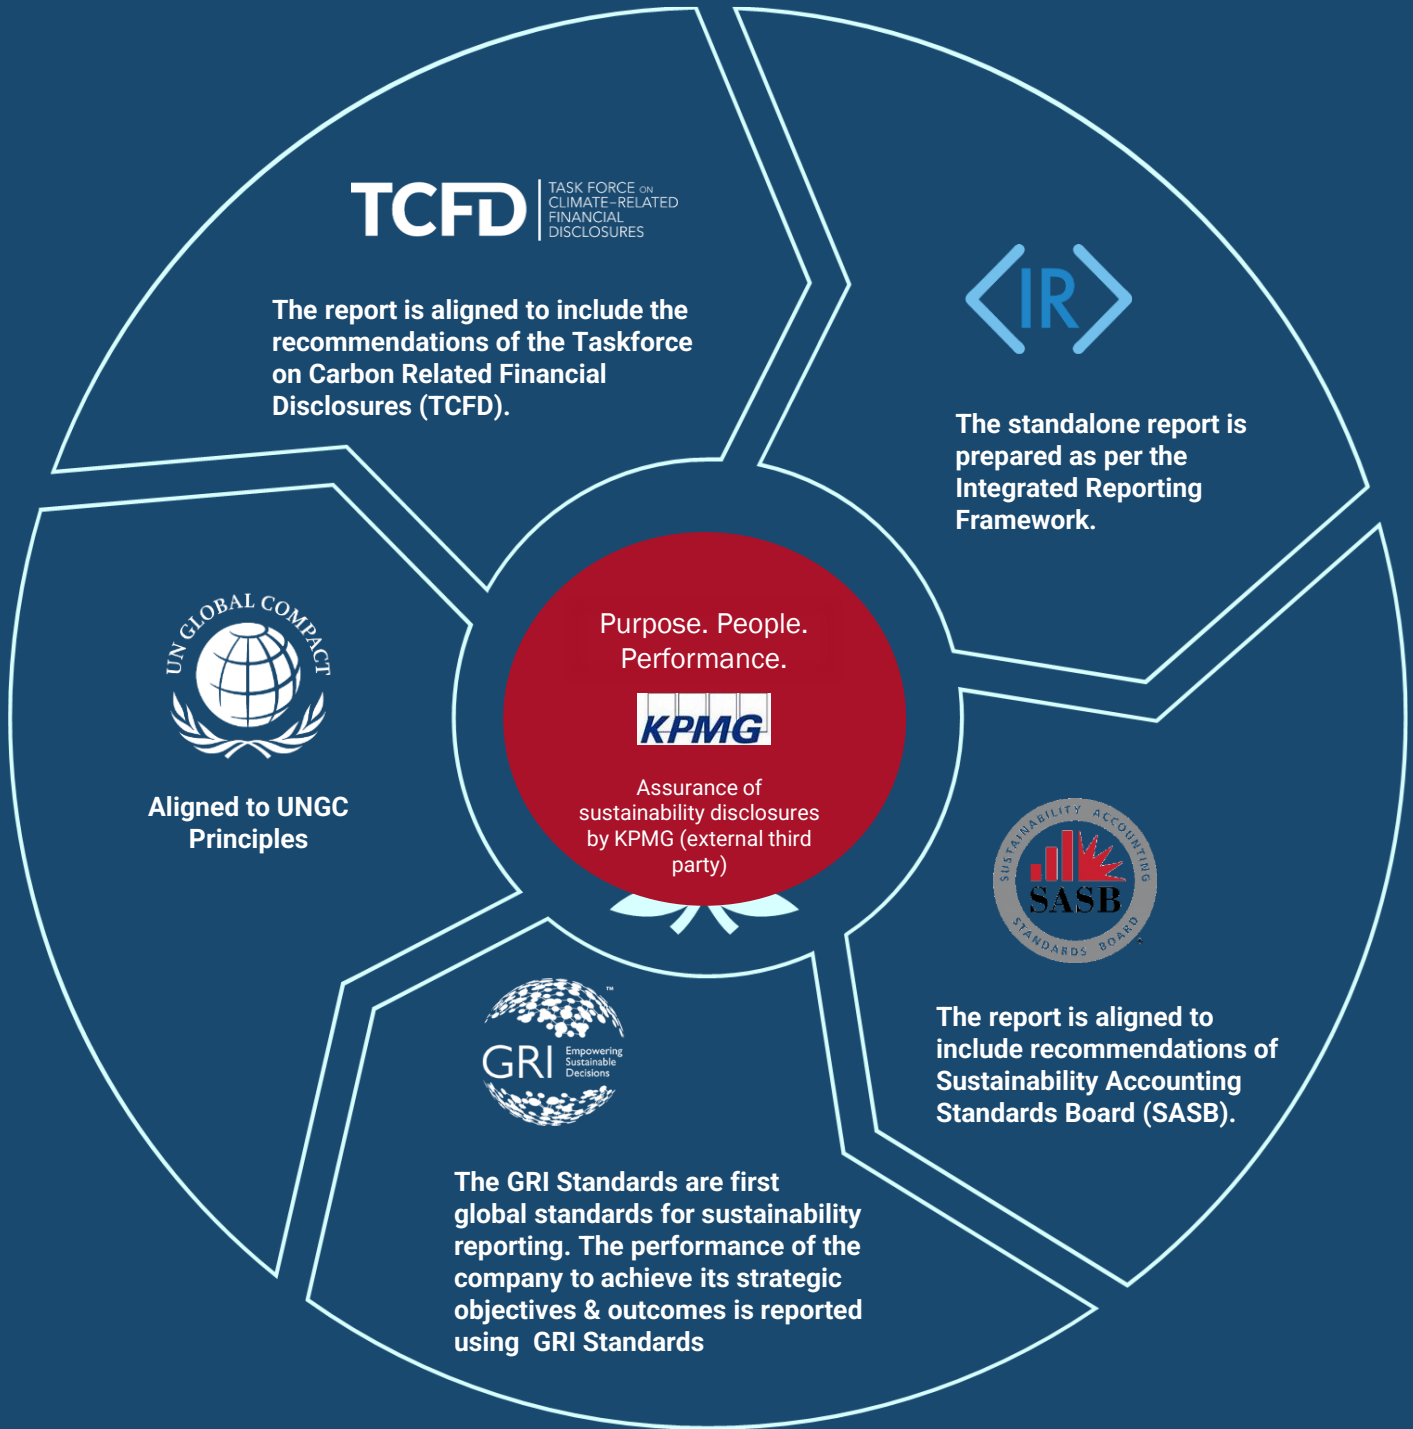 TCFD
TASK FORCE ON
CLIMATE-RELATED
FINANCIAL
DISCLOSURES
The report is aligned to include the
recommendations of the Taskforce
on Carbon Related Financial
Disclosures (TCFD).
IR
The standalone report is
prepared as per the
Integrated Reporting
Framework.
UN GLOBAL COMPACT
Aligned to UNGC
Principles
Purpose. People.
Performance.
KPMG
Assurance of
sustainability disclosures
by KPMG (external third
party)
SUSTAINABILITY ACCOUNTING
SASB
STANDARDS BOARD
The report is aligned to
include recommendations of
Sustainability Accounting
Standards Board (SASB).
GRI
TM
Empowering
Sustainable
Decisions
The GRI Standards are first
global standards for sustainability
reporting. The performance of the
company to achieve its strategic
objectives & outcomes is reported
using GRI Standards